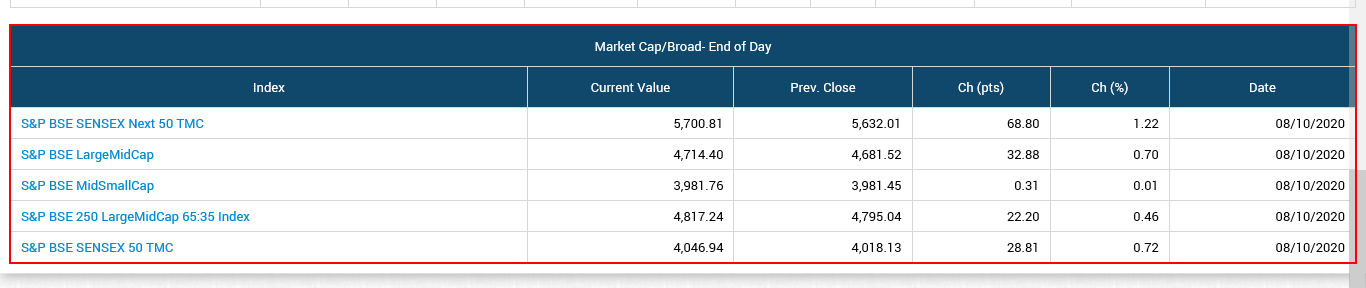 Market Cap/Broad- End of Day
Index Current Value Prev. Close Ch (pts) Ch (%) Date
S&P BSE SENSEX Next 50 TMC 5,700.81 5,632.01 68.80 1.22 08/10/2020
S&P BSE LargeMidCap 4,714.40 4,681.52 32.88 0.70 08/10/2020
S&P BSE MidSmallCap 3,981.76 3,981.45 0.31 0.01 08/10/2020
S&P BSE 250 LargeMidCap 65:35 Index 4,817.24 4,795.04 22.20 0.46 08/10/2020
S&P BSE SENSEX 50 TMC 4,046.94 4,018.13 28.81 0.72 08/10/2020